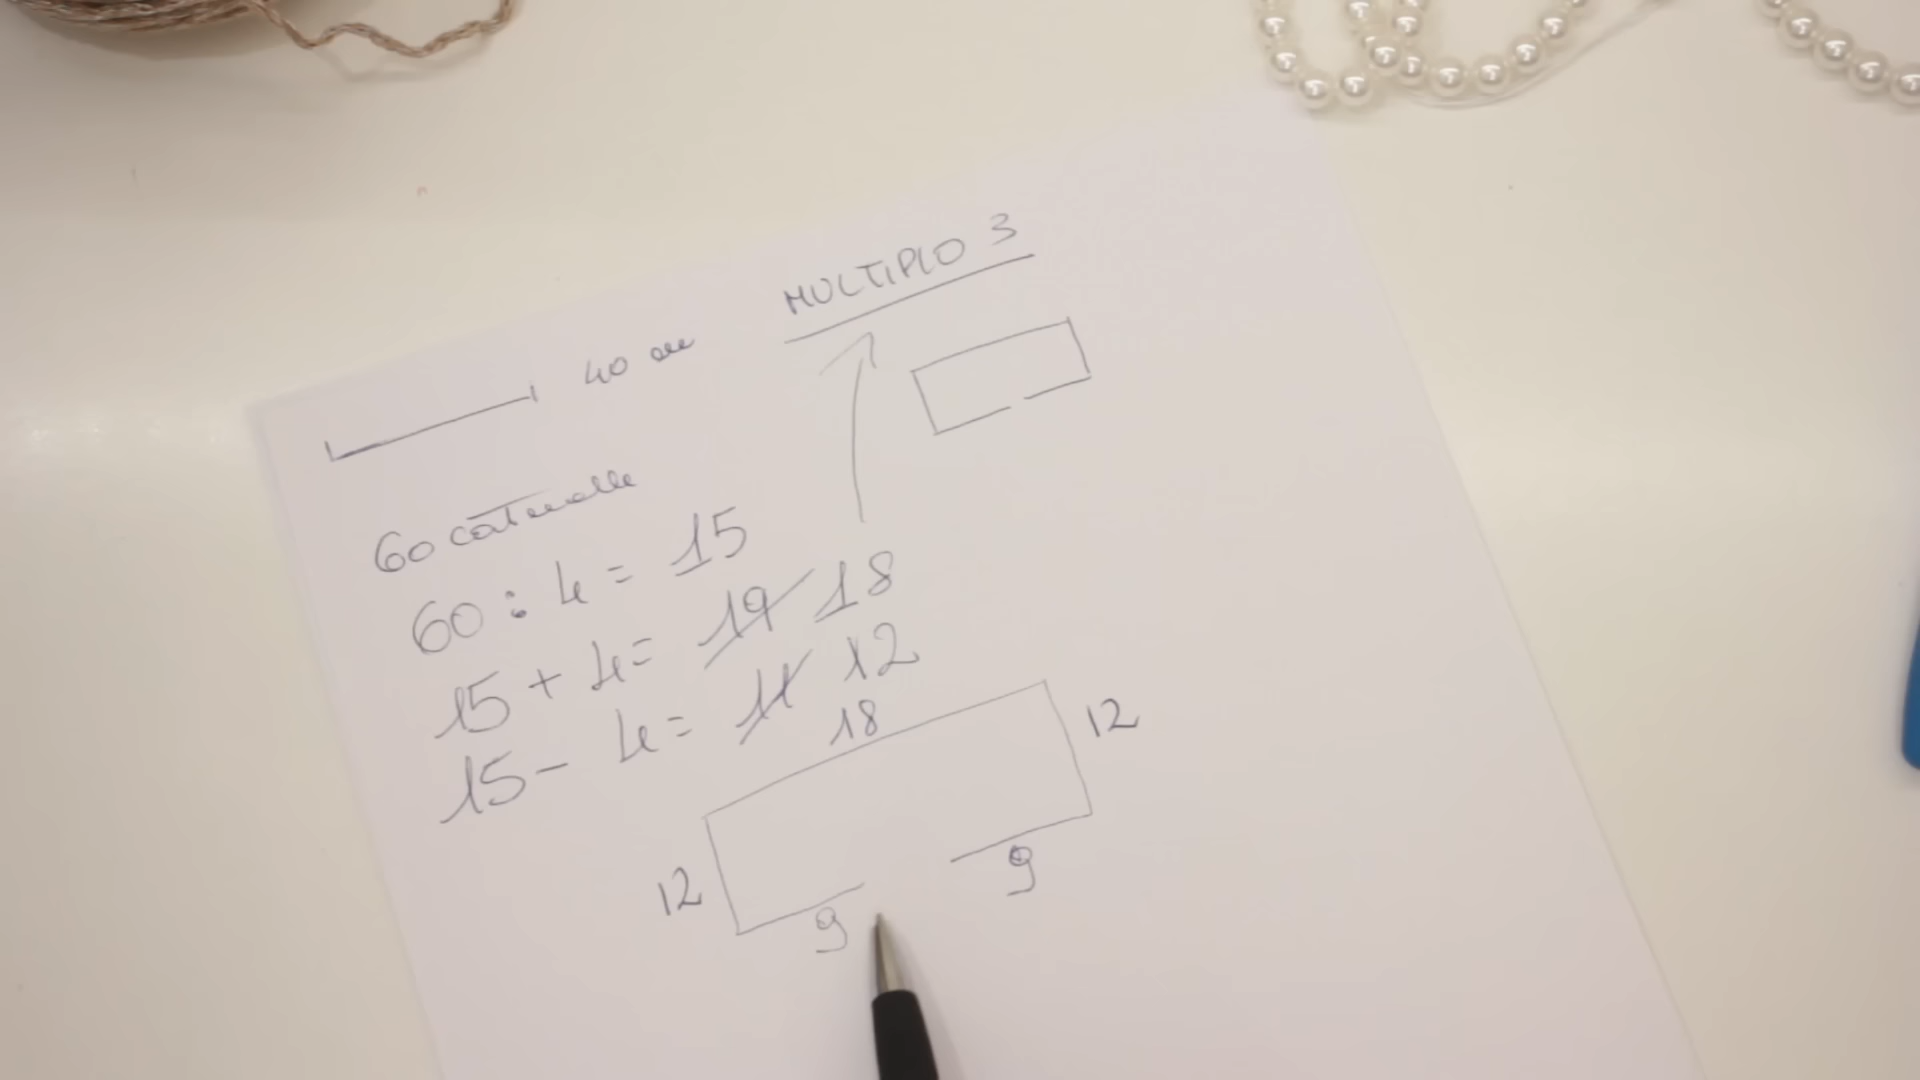 MULTIPLO 3
40 cm
60 catenelle
60 : 4 = 15
15 + 4 = 19 18
15 - 4 = 11 12
18
12
12
9
9